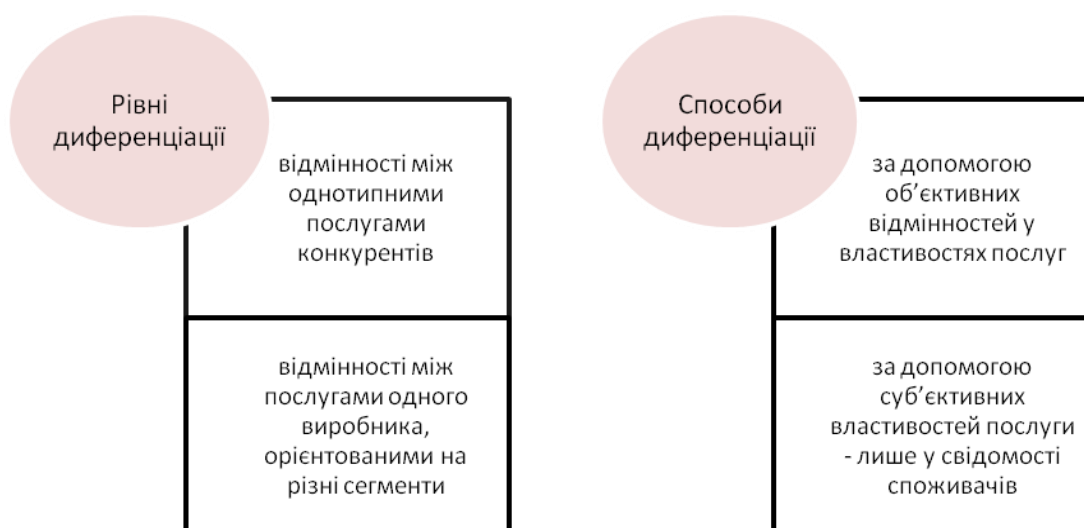 Рівні
диференціації
відмінності між
однотипними
послугами
конкурентів
відмінності між
послугами одного
виробника,
орієнтованими на
різні сегменти
Способи
диференціації
за допомогою
об’єктивних
відмінностей у
властивостях послуг
за допомогою
суб’єктивних
властивостей послуги
- лише у свідомості
споживачів